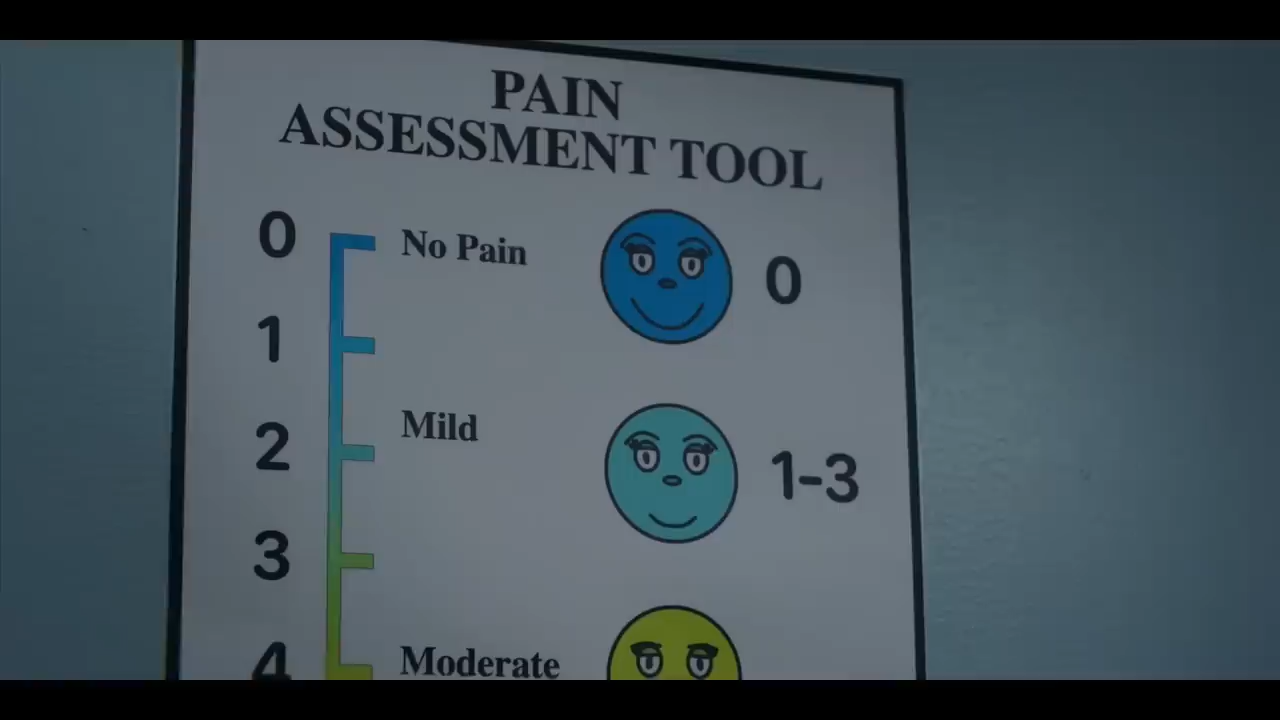 PAIN
ASSESSMENT TOOL
0 No Pain 0
1
2 Mild 1-3
3
4 Moderate